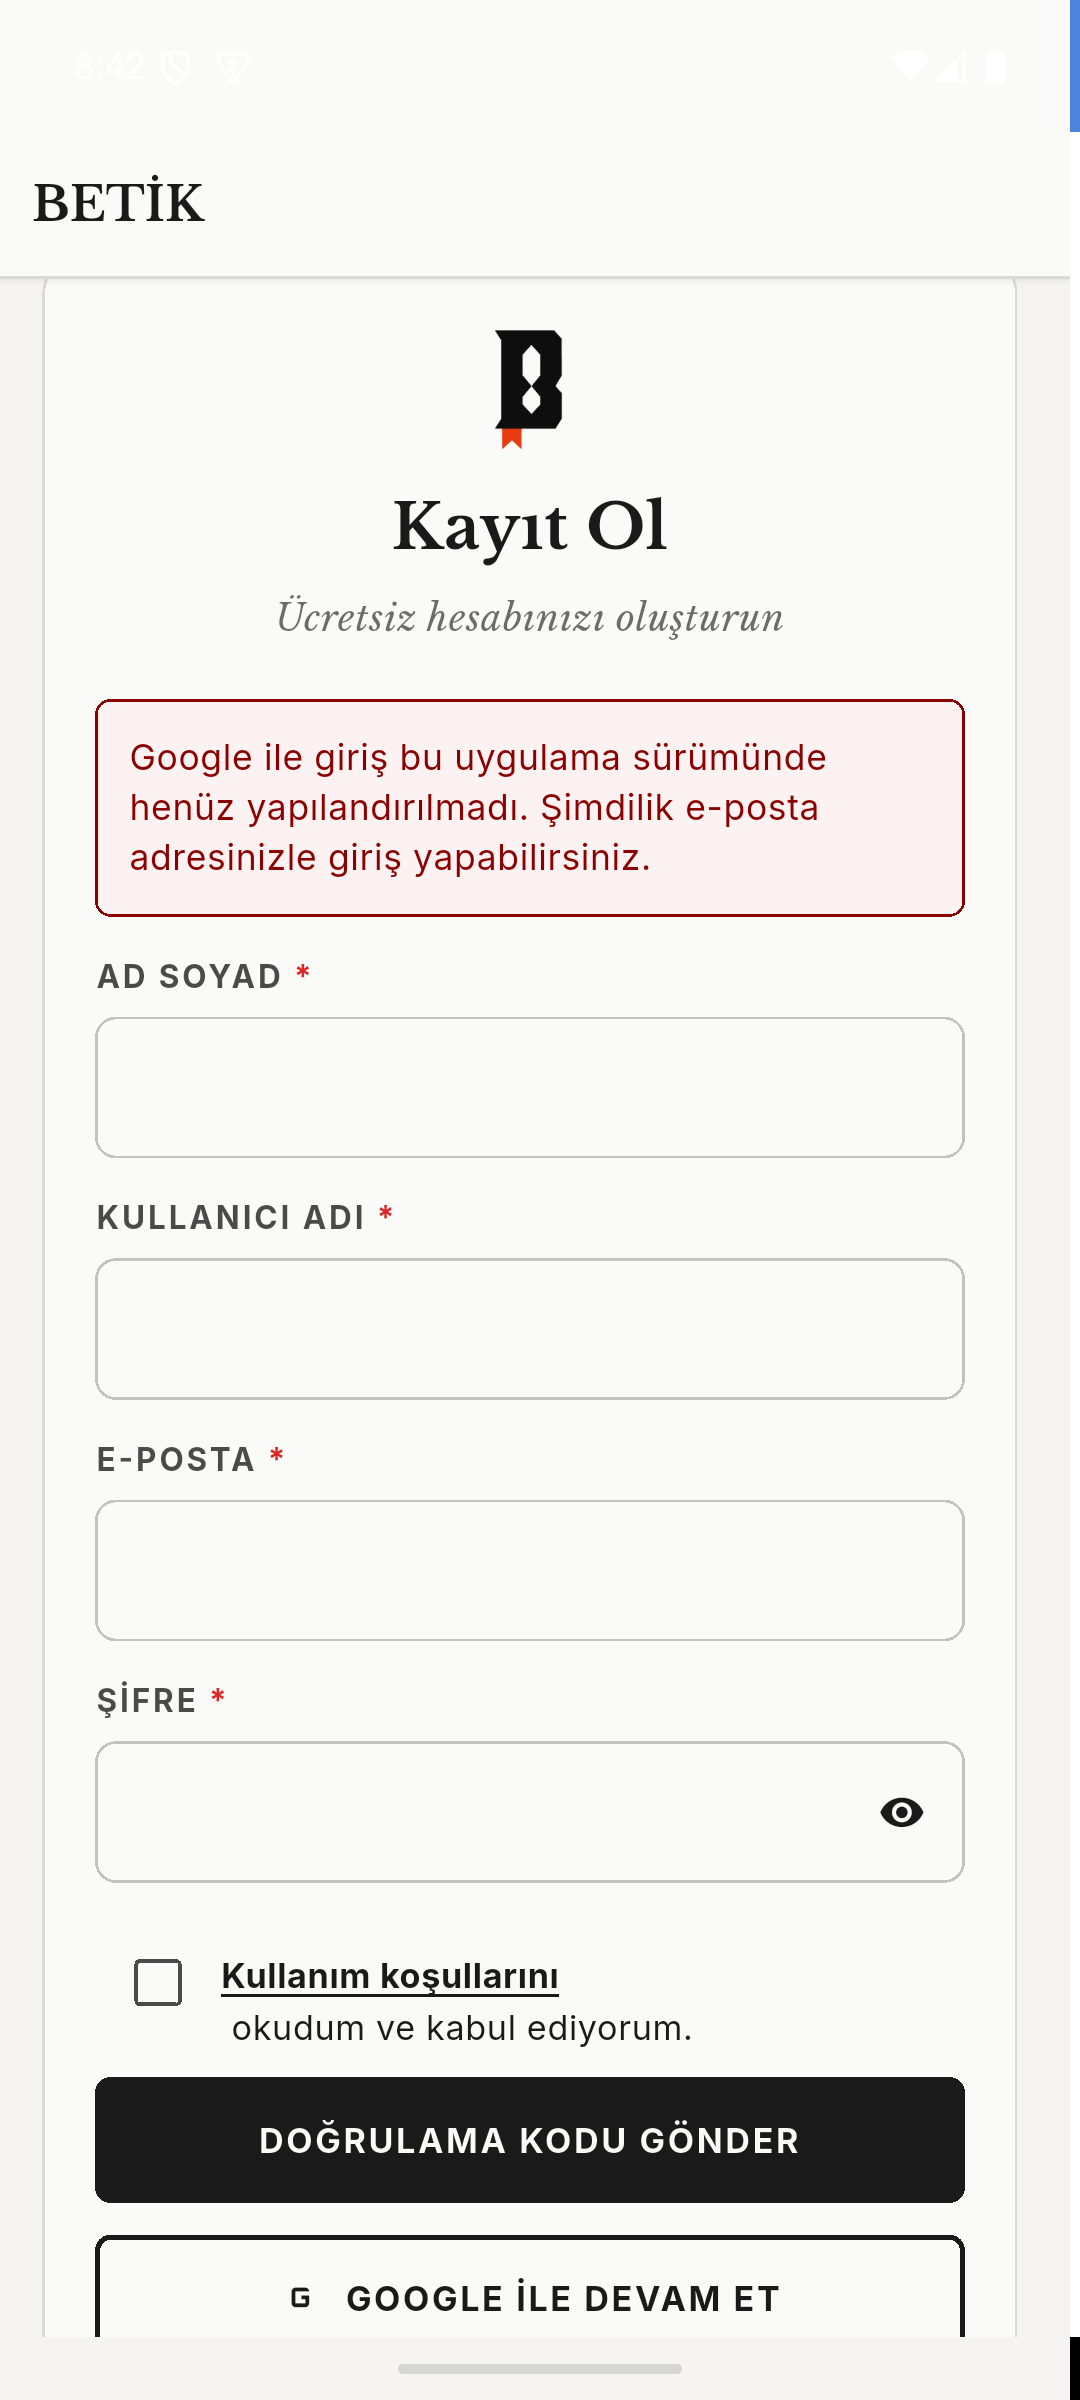 8:42
BETİK
Kayıt Ol
Ücretsiz hesabınızı oluşturun
Google ile giriş bu uygulama sürümünde
henüz yapılandırılmadı. Şimdilik e-posta
adresinizle giriş yapabilirsiniz.
AD SOYAD *
KULLANICI ADI *
E-POSTA *
ŞİFRE *
Kullanım koşullarını
okudum ve kabul ediyorum.
DOĞRULAMA KODU GÖNDER
G GOOGLE İLE DEVAM ET